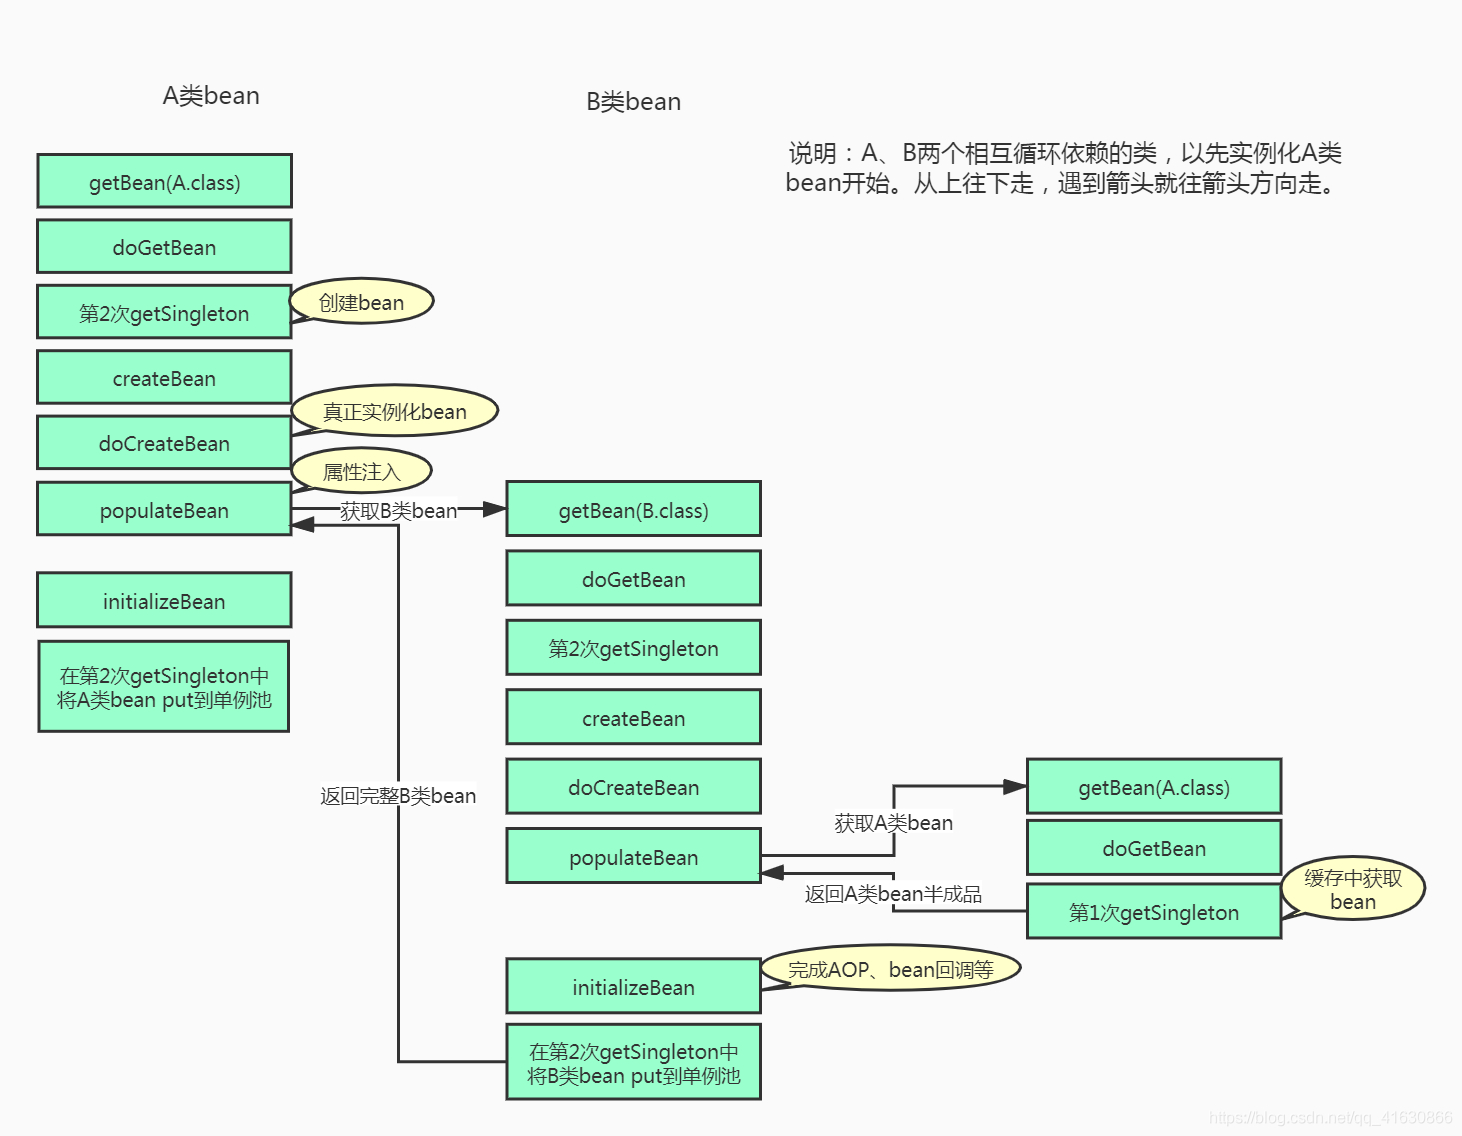 A类bean
B类bean
说明：A、B两个相互循环依赖的类，以先实例化A类
bean开始。从上往下走，遇到箭头就往箭头方向走。
getBean(A.class)
doGetBean
第2次getSingleton
创建bean
createBean
真正实例化bean
doCreateBean
属性注入
populateBean
获取B类bean
initializeBean
在第2次getSingleton中
将A类bean put到单例池
返回完整B类bean
getBean(B.class)
doGetBean
第2次getSingleton
createBean
doCreateBean
populateBean
获取A类bean
返回A类bean半成品
getBean(A.class)
doGetBean
第1次getSingleton
缓存中获取
bean
initializeBean
完成AOP、bean回调等
在第2次getSingleton中
将B类bean put到单例池
https://blog.csdn.net/qq_41630866